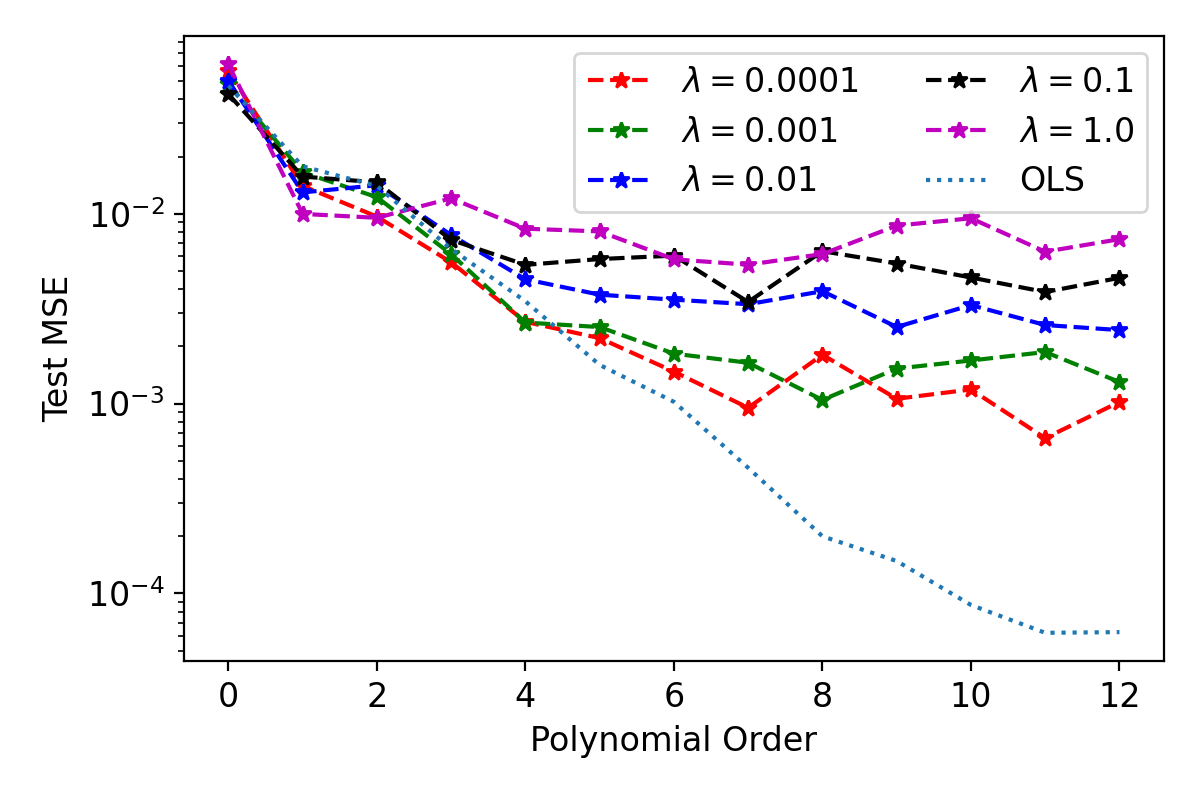 λ = 0.0001
λ = 0.001
λ = 0.01
λ = 0.1
λ = 1.0
OLS
Test MSE
10⁻²
10⁻³
10⁻⁴
0 2 4 6 8 10 12
Polynomial Order